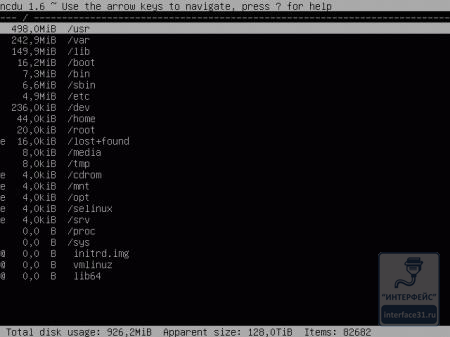 ncdu 1.6 ~ Use the arrow keys to navigate, press ? for help
--- / ---
498,0MiB /usr
242,9MiB /var
149,9MiB /lib
16,2MiB /boot
7,3MiB /bin
6,6MiB /sbin
4,9MiB /etc
236,0kiB /dev
44,0kiB /home
20,0kiB /root
e 16,0kiB /lost+found
8,0kiB /media
8,0kiB /tmp
e 4,0kiB /cdrom
e 4,0kiB /mnt
e 4,0kiB /opt
e 4,0kiB /selinux
e 4,0kiB /srv
0,0 B /proc
0,0 B /sys
@ 0,0 B initrd.img
@ 0,0 B vmlinuz
@ 0,0 B lib64
"ИНТЕРФЕЙС"
interface31.ru
Total disk usage: 926,2MiB Apparent size: 128,0TiB Items: 82682